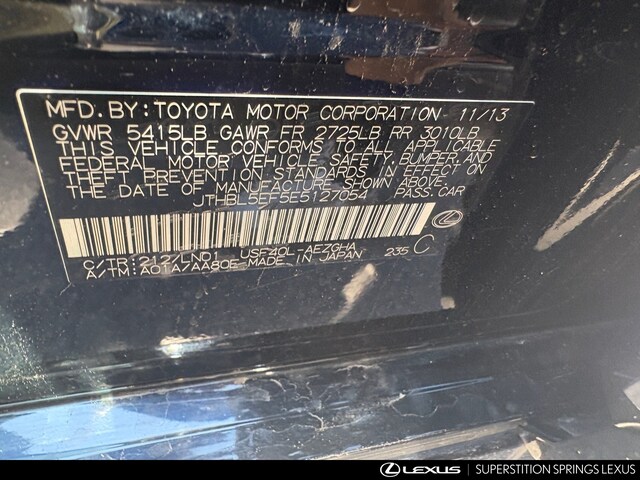 MFD. BY: TOYOTA MOTOR CORPORATION 11/13
GVWR 5415LB GAWR FR 2725LB RR 3010LB
THIS VEHICLE CONFORMS TO ALL APPLICABLE
FEDERAL MOTOR VEHICLE SAFETY, BUMPER, AND
THEFT PREVENTION STANDARDS IN EFFECT ON
THE DATE OF MANUFACTURE SHOWN ABOVE.
JTHBL5EF5E5127054 PASS.CAR
C/TR:212/LND1 USF40L-AEZGHA 235 C
A/TM:A01A/AA80E-MADE IN JAPAN
LEXUS | SUPERSTITION SPRINGS LEXUS